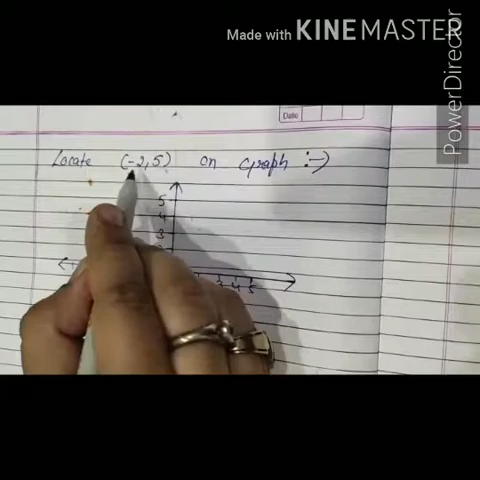 Made with KINEMASTER
PowerDirector
Date
Locate (-2,5) on Graph :-)
5
4
3
3 4 5